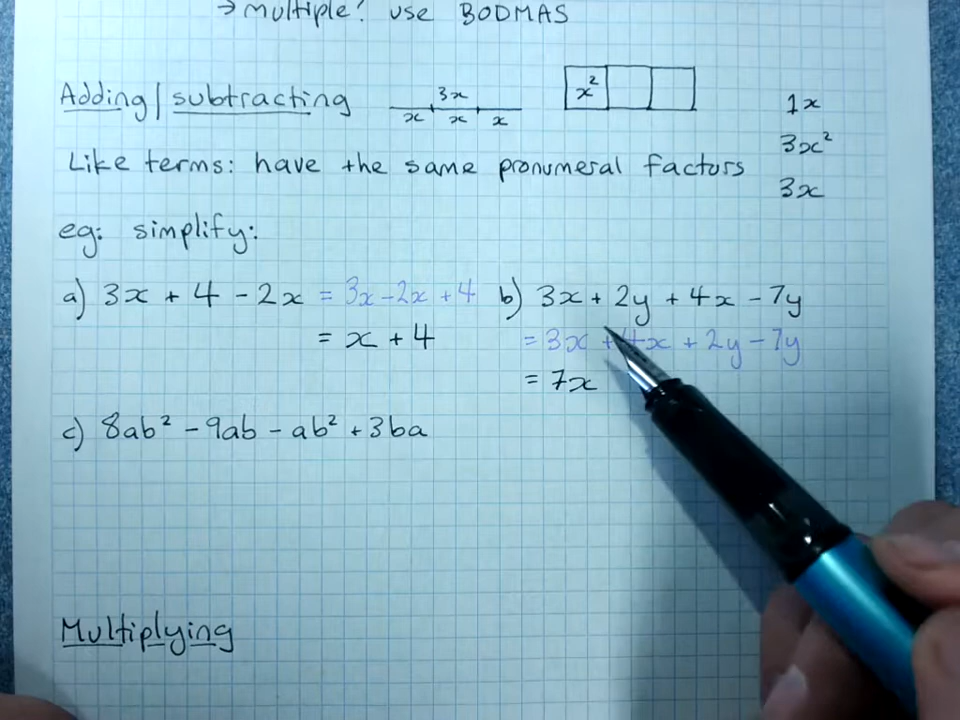 → multiple! use BODMAS
Adding / subtracting
3x
x x x
x²
1x
3x²
3x
Like terms: have the same pronumeral factors
eg: simplify:
a) 3x + 4 - 2x = 3x - 2x + 4
= x + 4
b) 3x + 2y + 4x - 7y
= 3x + 4x + 2y - 7y
= 7x
c) 8ab² - 9ab - ab² + 3ba
Multiplying